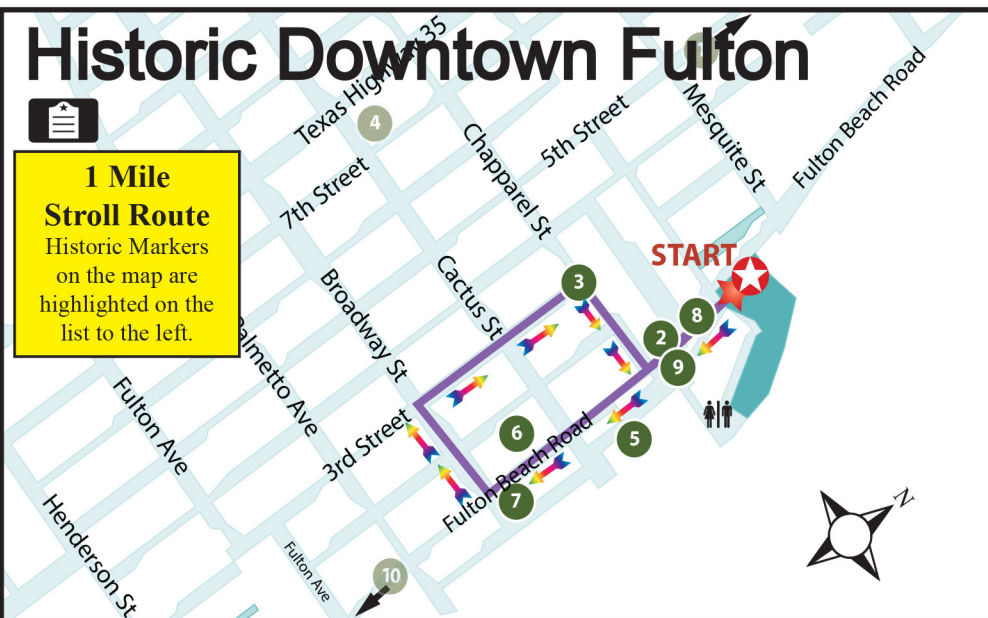 Historic Downtown Fulton
1 Mile
Stroll Route
Historic Markers
on the map are
highlighted on the
list to the left.
Texas Highway 35
4
7th Street
5th Street
Chapparel St
Mesquite St
Fulton Beach Road
START
Cactus St
Broadway St
Palmetto Ave
Fulton Ave
Henderson St
3rd Street
Fulton Beach Road
Fulton Ave
3
8
2
9
5
6
7
10
N